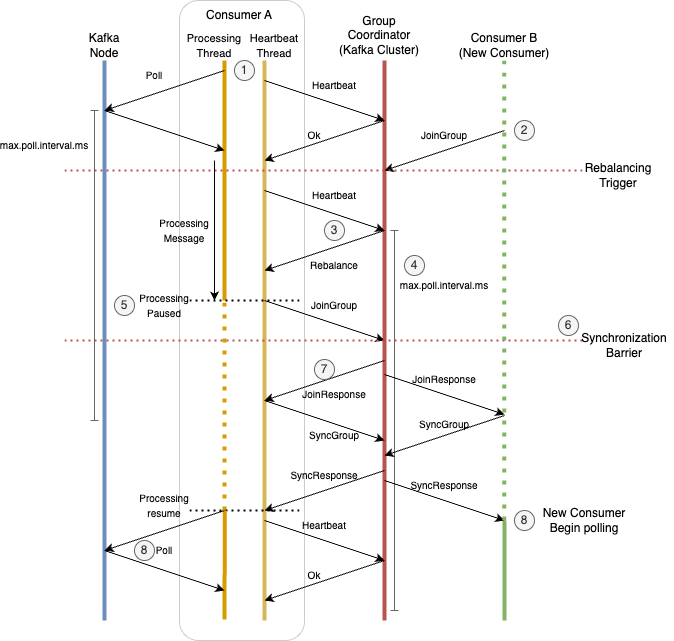 Consumer A
Kafka
Node
Processing
Thread
Heartbeat
Thread
Group
Coordinator
(Kafka Cluster)
Consumer B
(New Consumer)
1
Poll
Heartbeat
Ok
2
JoinGroup
max.poll.interval.ms
Rebalancing
Trigger
Heartbeat
Processing
Message
3
Rebalance
4
max.poll.interval.ms
5
Processing
Paused
JoinGroup
6
Synchronization
Barrier
7
JoinResponse
JoinResponse
SyncGroup
SyncGroup
SyncResponse
SyncResponse
Processing
resume
8
New Consumer
Begin polling
Heartbeat
8
Poll
Ok